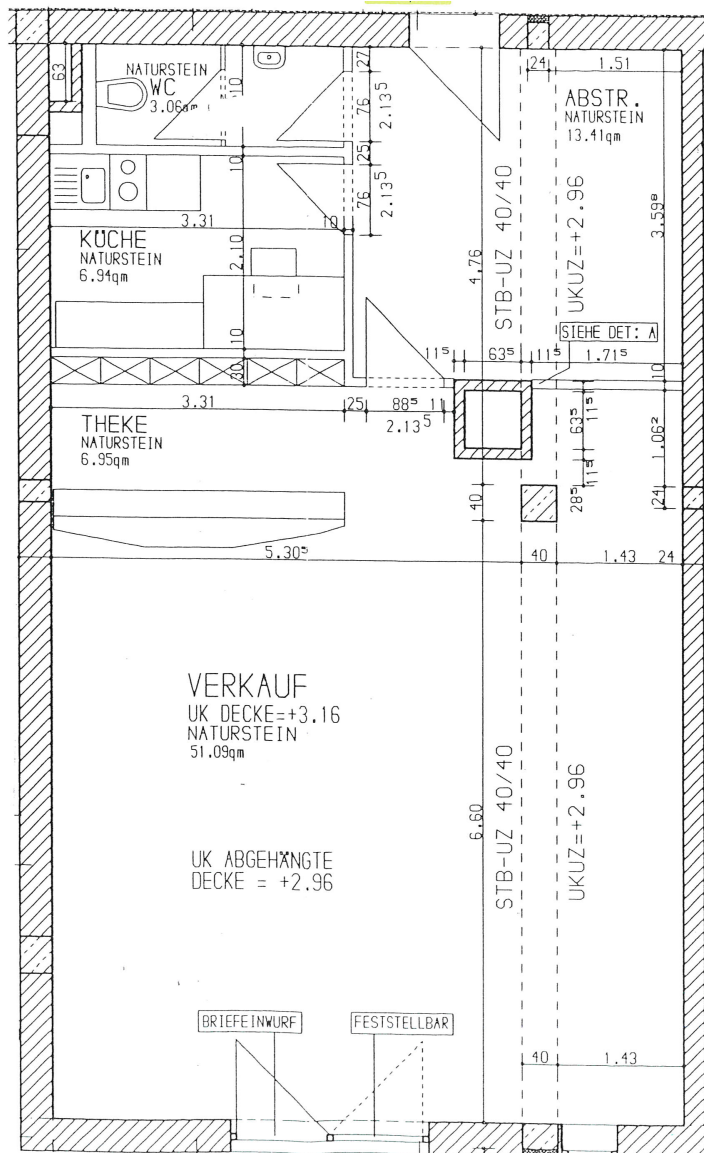 63
NATURSTEIN
WC
3.06qm
10
27
76
2.13⁵
24
1.51
ABSTR.
NATURSTEIN
13.41qm
25
10
76
2.13⁵
3.31
10
KÜCHE
NATURSTEIN
6.94qm
2.10
4.76
STB-UZ 40/40
UKUZ=+2.96
3.59⁸
SIEHE DET: A
10
30
11⁵
63⁵
11⁵
1.71⁵
10
3.31
25
88⁵
11
2.13⁵
THEKE
NATURSTEIN
6.95qm
63⁵
11⁵
1.06²
11⁵
28⁵
24
40
5.30⁵
40
1.43
24
VERKAUF
UK DECKE=+3.16
NATURSTEIN
51.09qm
6.60
STB-UZ 40/40
UKUZ=+2.96
UK ABGEHÄNGTE
DECKE = +2.96
BRIEFEINWURF
FESTSTELLBAR
40
1.43